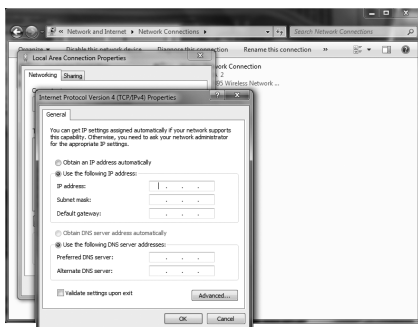 « Network and Internet ▸ Network Connections ▸
Search Network Connections
Organize ▾ Disable this network device Diagnose this connection Rename this connection »
Local Area Connection Properties
work Connection
2
95 Wireless Network ...
Networking Sharing
Internet Protocol Version 4 (TCP/IPv4) Properties
General
You can get IP settings assigned automatically if your network supports
this capability. Otherwise, you need to ask your network administrator
for the appropriate IP settings.
Obtain an IP address automatically
Use the following IP address:
IP address:
Subnet mask:
Default gateway:
Obtain DNS server address automatically
Use the following DNS server addresses:
Preferred DNS server:
Alternate DNS server:
Validate settings upon exit
Advanced...
OK Cancel